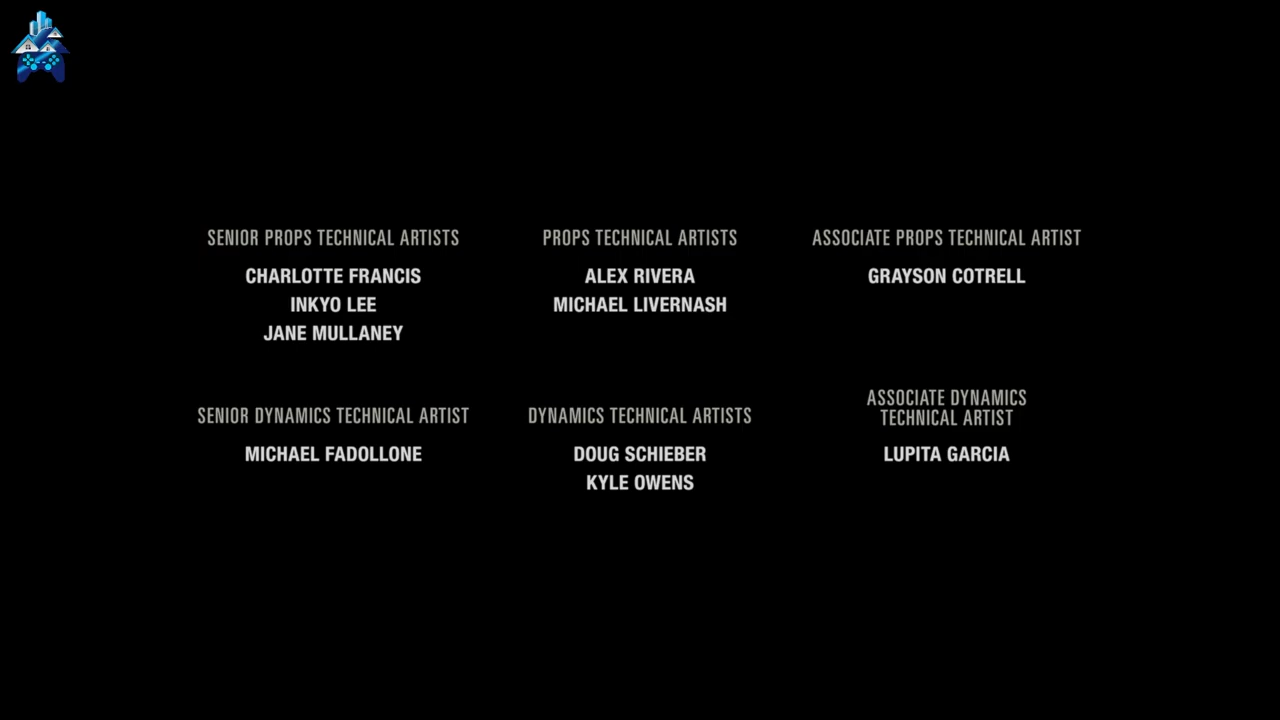 SENIOR PROPS TECHNICAL ARTISTS
CHARLOTTE FRANCIS
INKYO LEE
JANE MULLANEY
PROPS TECHNICAL ARTISTS
ALEX RIVERA
MICHAEL LIVERNASH
ASSOCIATE PROPS TECHNICAL ARTIST
GRAYSON COTRELL
SENIOR DYNAMICS TECHNICAL ARTIST
MICHAEL FADOLLONE
DYNAMICS TECHNICAL ARTISTS
DOUG SCHIEBER
KYLE OWENS
ASSOCIATE DYNAMICS
TECHNICAL ARTIST
LUPITA GARCIA